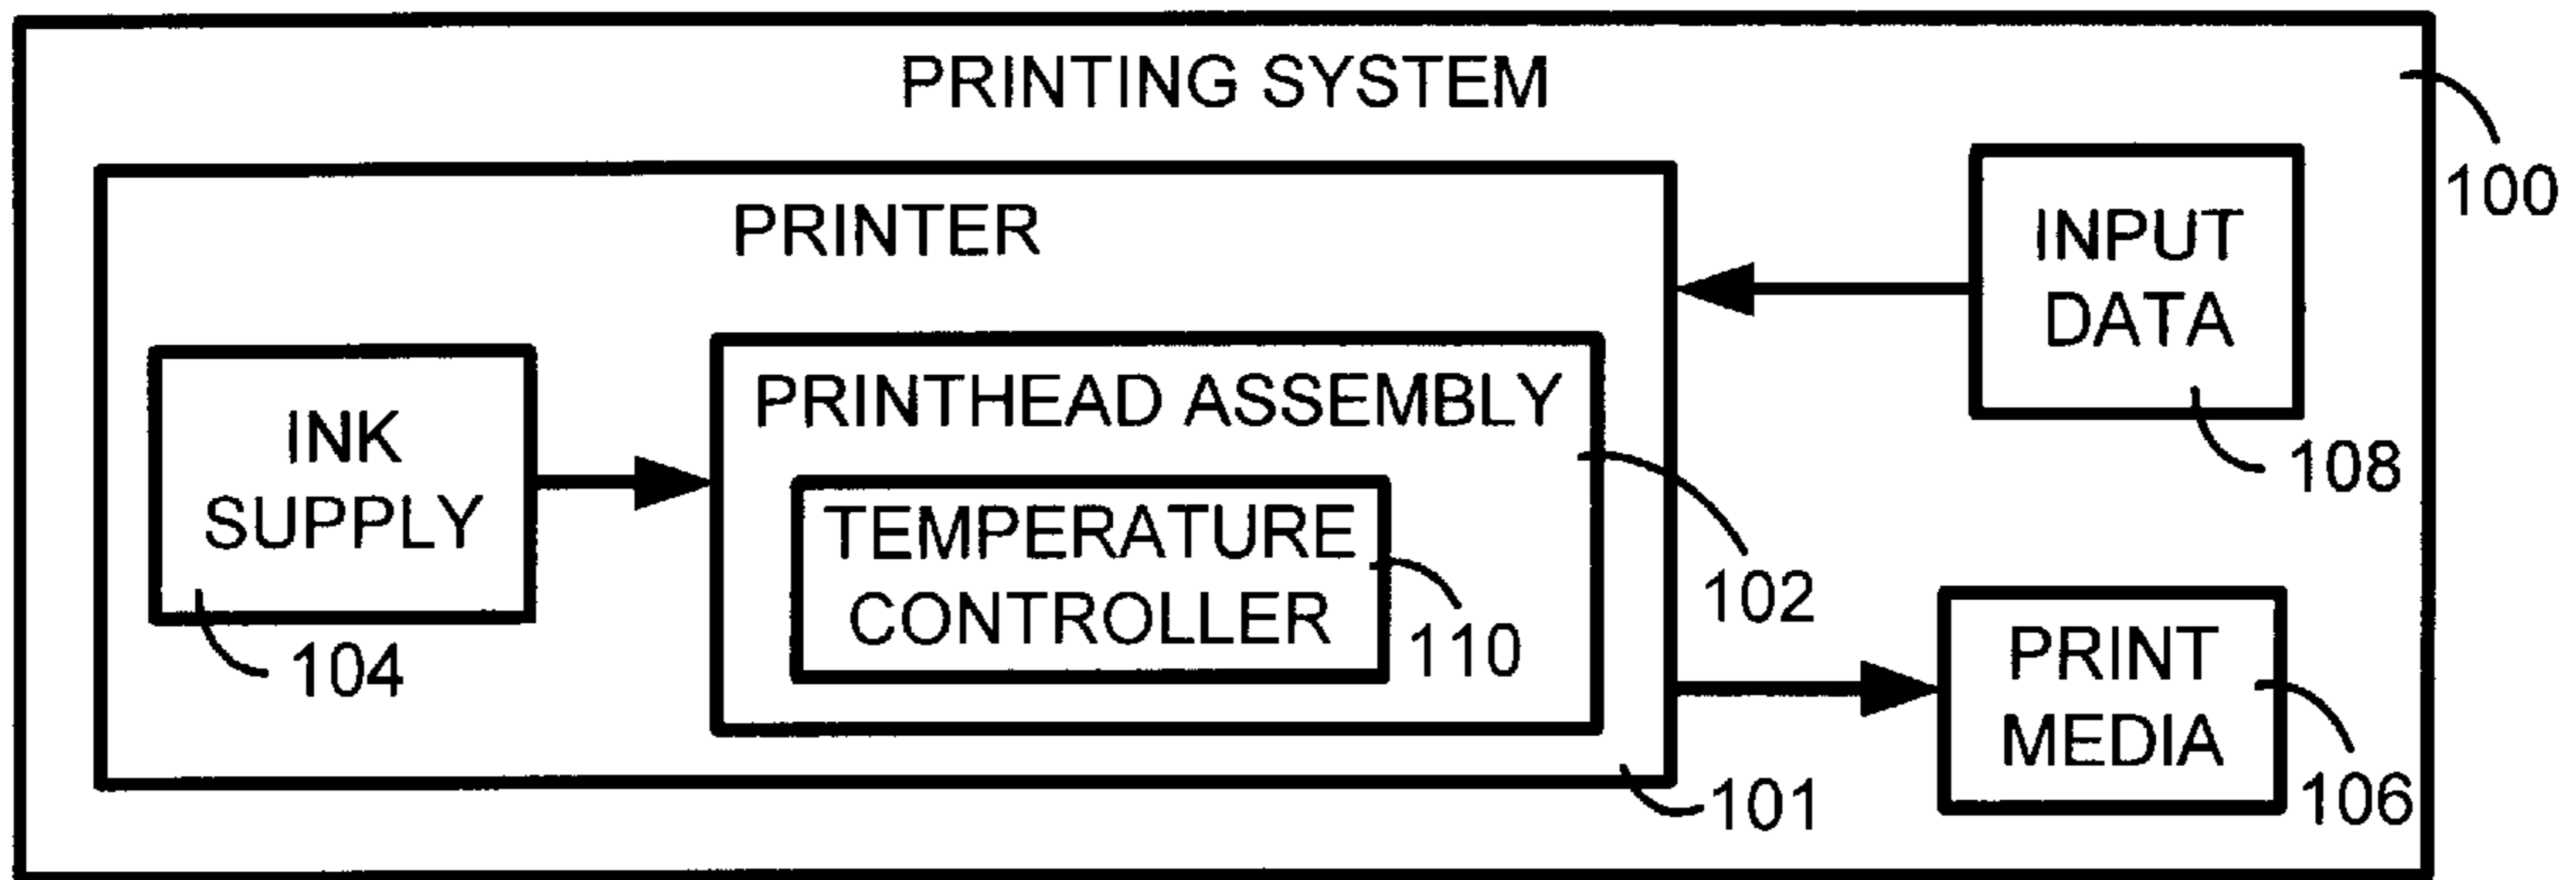 PRINTING SYSTEM
100
PRINTER
INPUT
DATA
108
INK
SUPPLY
104
PRINTHEAD ASSEMBLY
102
TEMPERATURE
CONTROLLER
110
101
PRINT
MEDIA
106